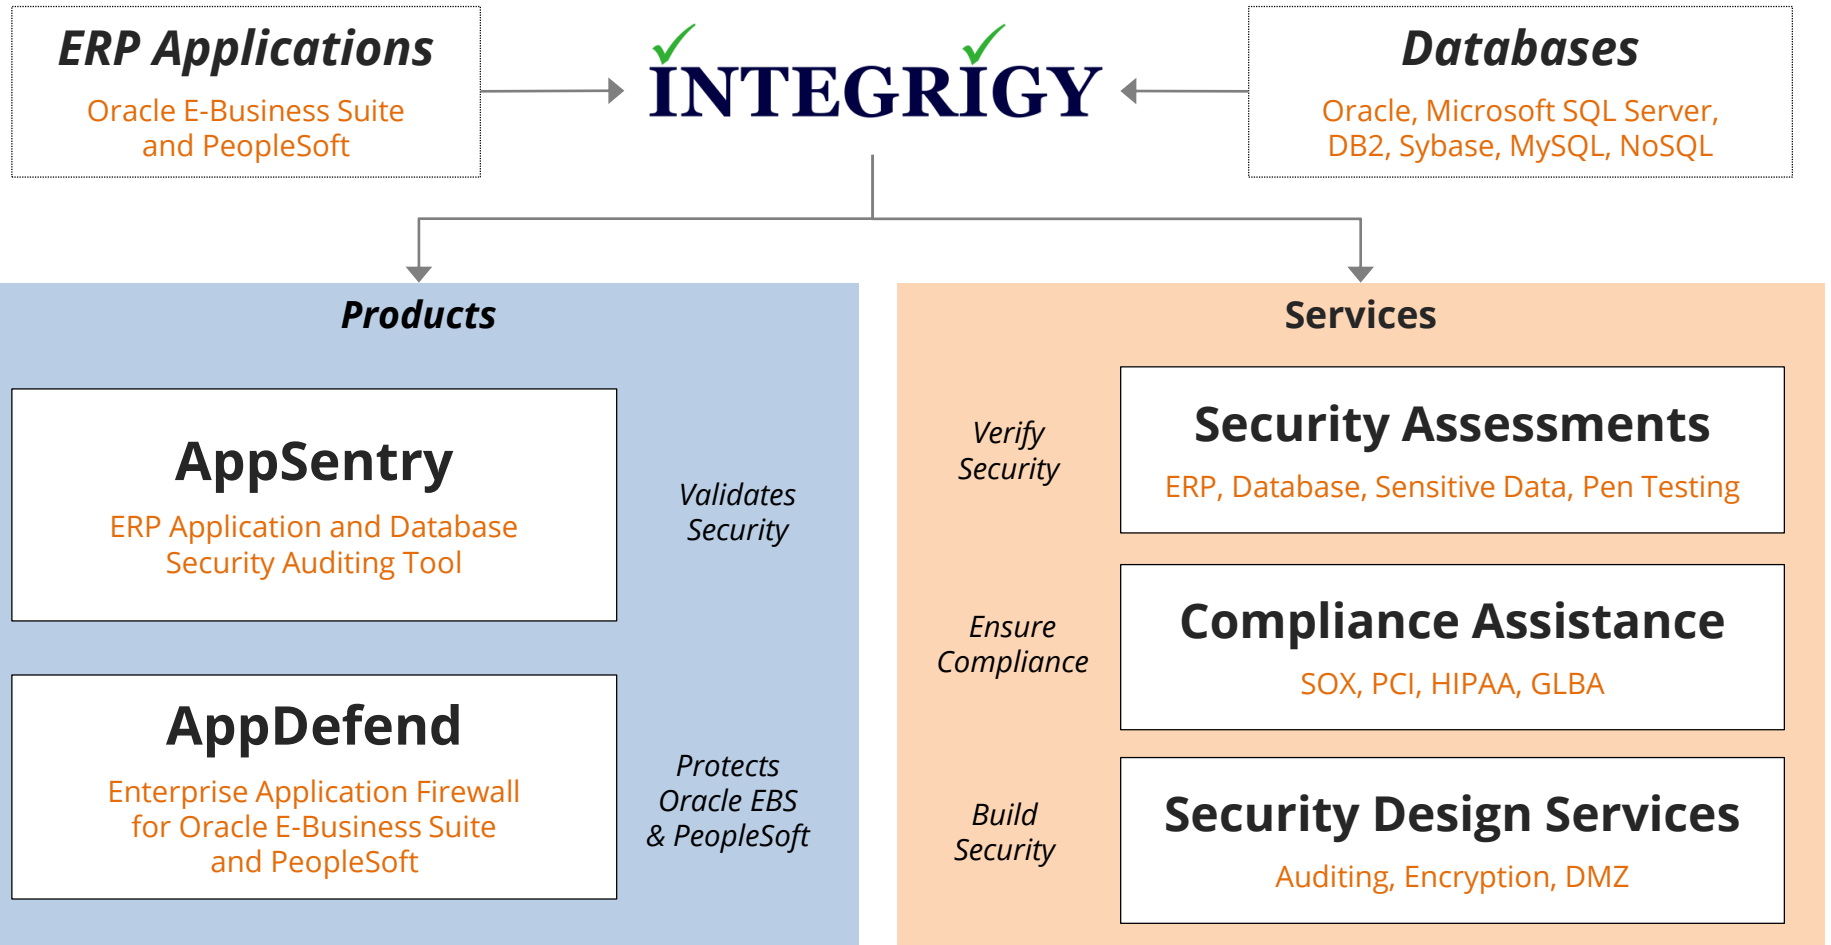 ERP Applications
Oracle E-Business Suite
and PeopleSoft
INTEGRIGY
Databases
Oracle, Microsoft SQL Server,
DB2, Sybase, MySQL, NoSQL
Products
AppSentry
ERP Application and Database
Security Auditing Tool
Validates
Security
AppDefend
Enterprise Application Firewall
for Oracle E-Business Suite
and PeopleSoft
Protects
Oracle EBS
& PeopleSoft
Services
Verify
Security
Security Assessments
ERP, Database, Sensitive Data, Pen Testing
Ensure
Compliance
Compliance Assistance
SOX, PCI, HIPAA, GLBA
Build
Security
Security Design Services
Auditing, Encryption, DMZ